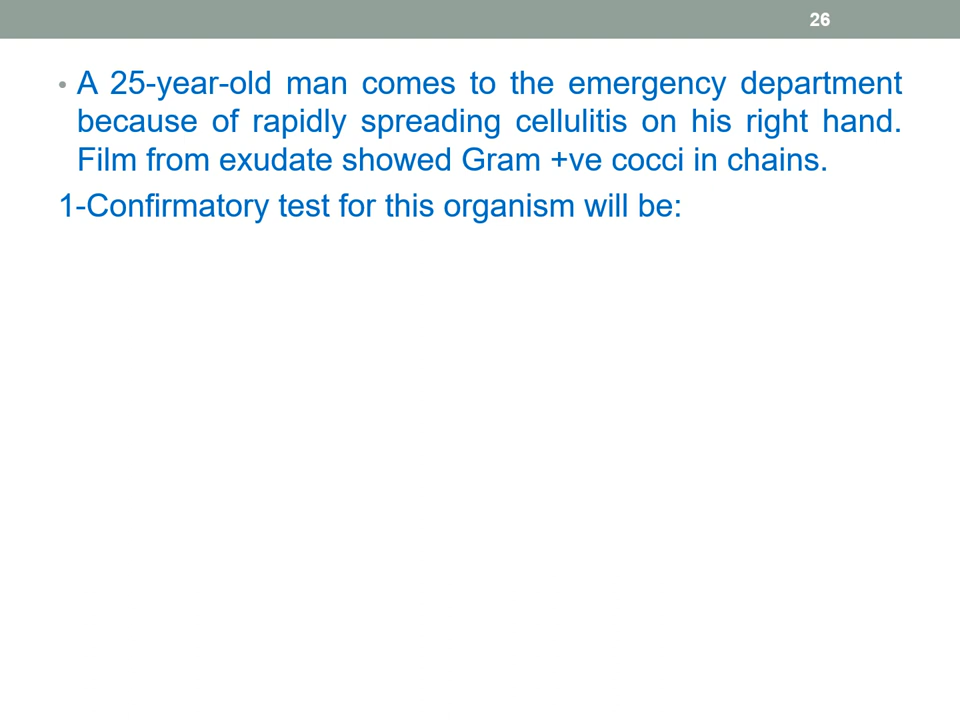 26
• A 25-year-old man comes to the emergency department
because of rapidly spreading cellulitis on his right hand.
Film from exudate showed Gram +ve cocci in chains.
1-Confirmatory test for this organism will be: